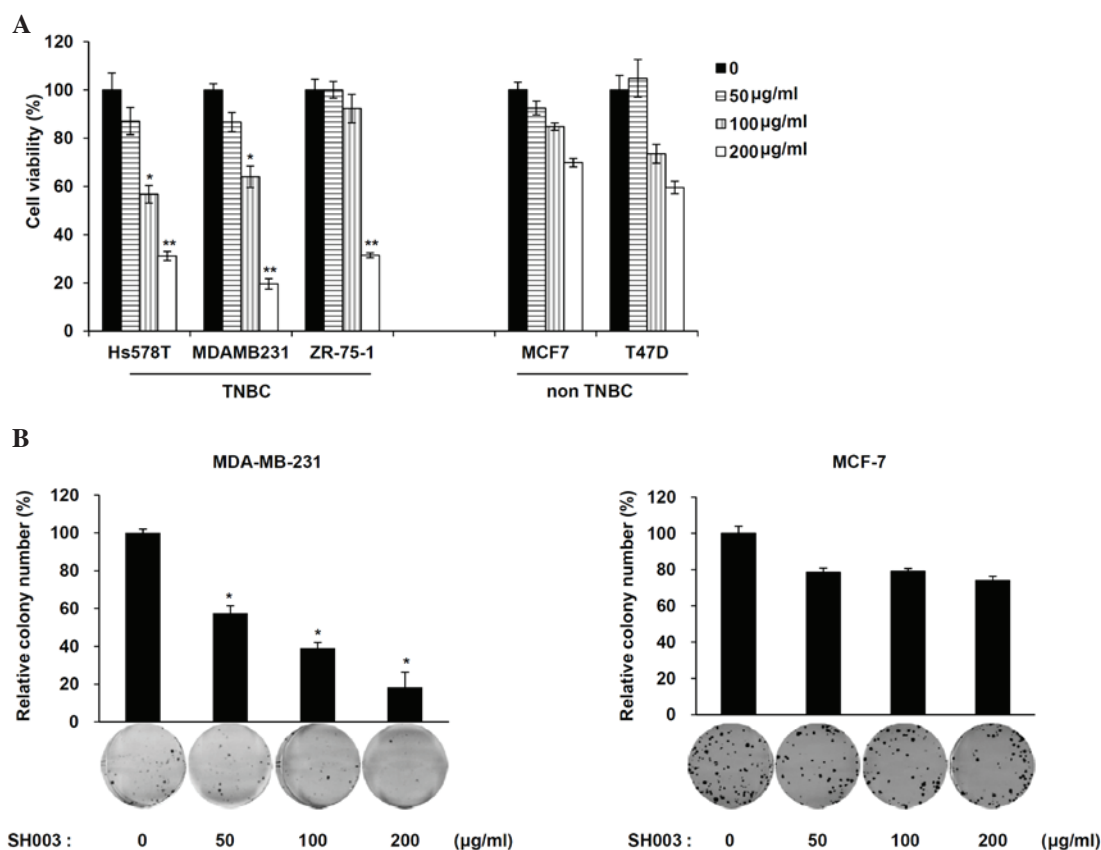 A
120
100
80
60
40
20
0
Cell viability (%)
* ** * ** **
0
50μg/ml
100μg/ml
200μg/ml
Hs578T MDAMB231 ZR-75-1 MCF7 T47D
TNBC non TNBC
B
MDA-MB-231
120
100
80
60
40
20
0
Relative colony number (%)
* * *
SH003 : 0 50 100 200 (μg/ml)
MCF-7
120
100
80
60
40
20
0
Relative colony number (%)
0 50 100 200 (μg/ml)